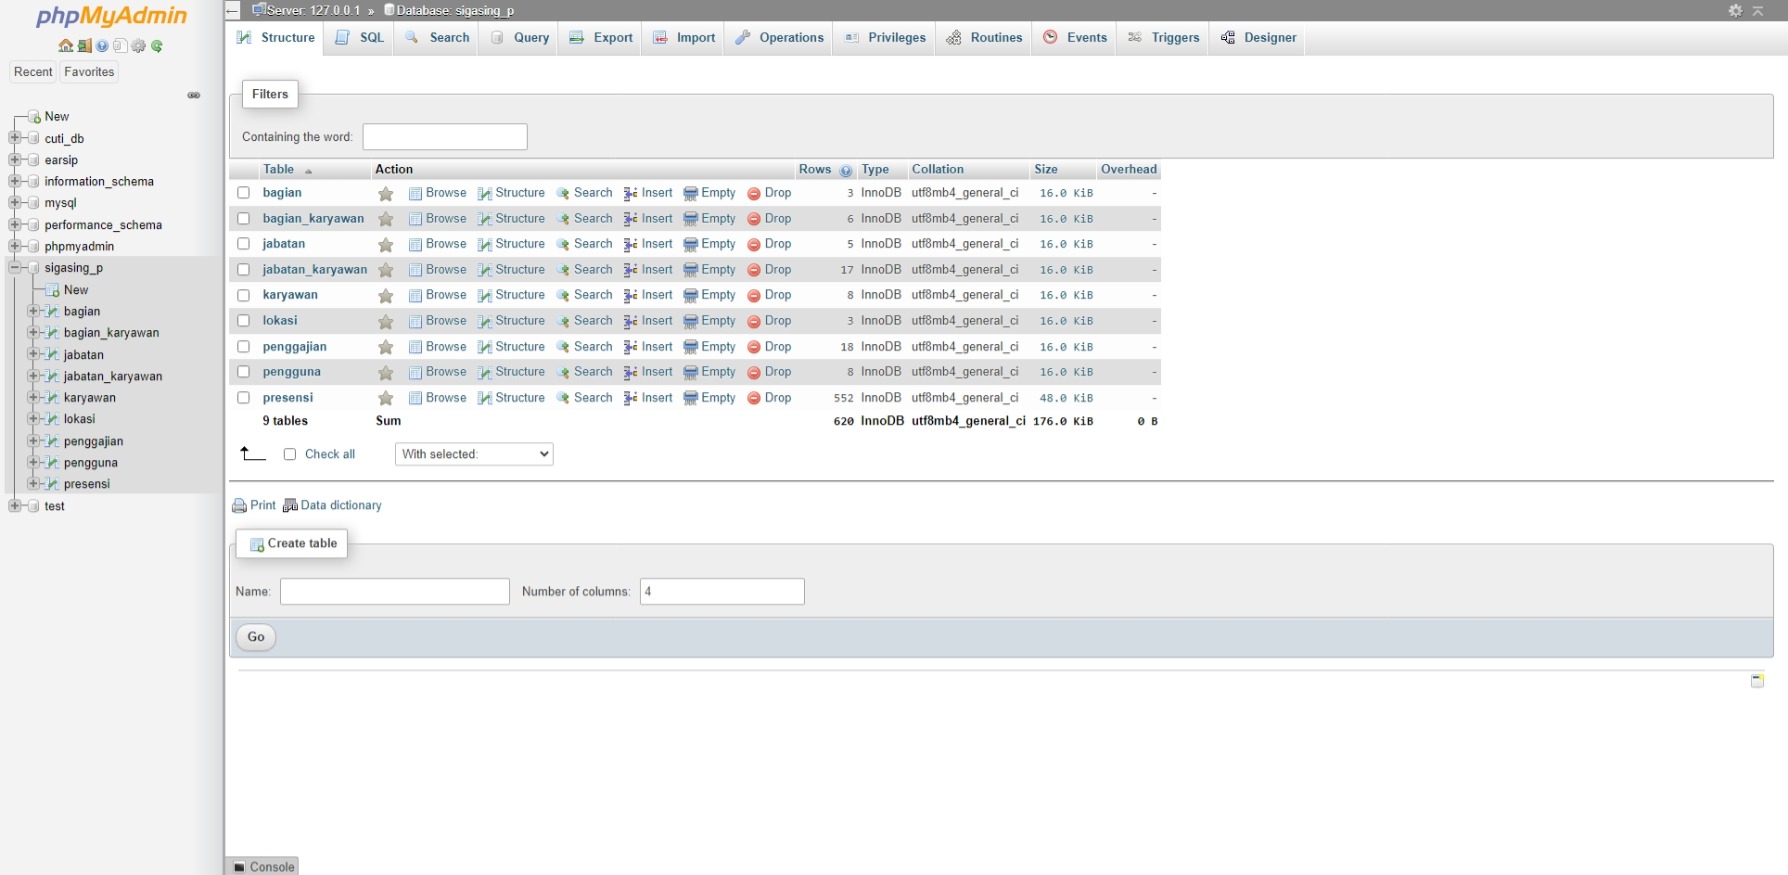 phpMyAdmin
Recent Favorites
New
cuti_db
earsip
information_schema
mysql
performance_schema
phpmyadmin
sigasing_p
New
bagian
bagian_karyawan
jabatan
jabatan_karyawan
karyawan
lokasi
penggajian
pengguna
presensi
test
Server: 127.0.0.1 » Database: sigasing_p
Structure SQL Search Query Export Import Operations Privileges Routines Events Triggers Designer
Filters
Containing the word:
Table Action Rows Type Collation Size Overhead
bagian Browse Structure Search Insert Empty Drop 3 InnoDB utf8mb4_general_ci 16.0 KiB -
bagian_karyawan Browse Structure Search Insert Empty Drop 6 InnoDB utf8mb4_general_ci 16.0 KiB -
jabatan Browse Structure Search Insert Empty Drop 5 InnoDB utf8mb4_general_ci 16.0 KiB -
jabatan_karyawan Browse Structure Search Insert Empty Drop 17 InnoDB utf8mb4_general_ci 16.0 KiB -
karyawan Browse Structure Search Insert Empty Drop 8 InnoDB utf8mb4_general_ci 16.0 KiB -
lokasi Browse Structure Search Insert Empty Drop 3 InnoDB utf8mb4_general_ci 16.0 KiB -
penggajian Browse Structure Search Insert Empty Drop 18 InnoDB utf8mb4_general_ci 16.0 KiB -
pengguna Browse Structure Search Insert Empty Drop 8 InnoDB utf8mb4_general_ci 16.0 KiB -
presensi Browse Structure Search Insert Empty Drop 552 InnoDB utf8mb4_general_ci 48.0 KiB -
9 tables Sum 620 InnoDB utf8mb4_general_ci 176.0 KiB 0 B
Check all With selected:
Print Data dictionary
Create table
Name: Number of columns: 4
Go
Console